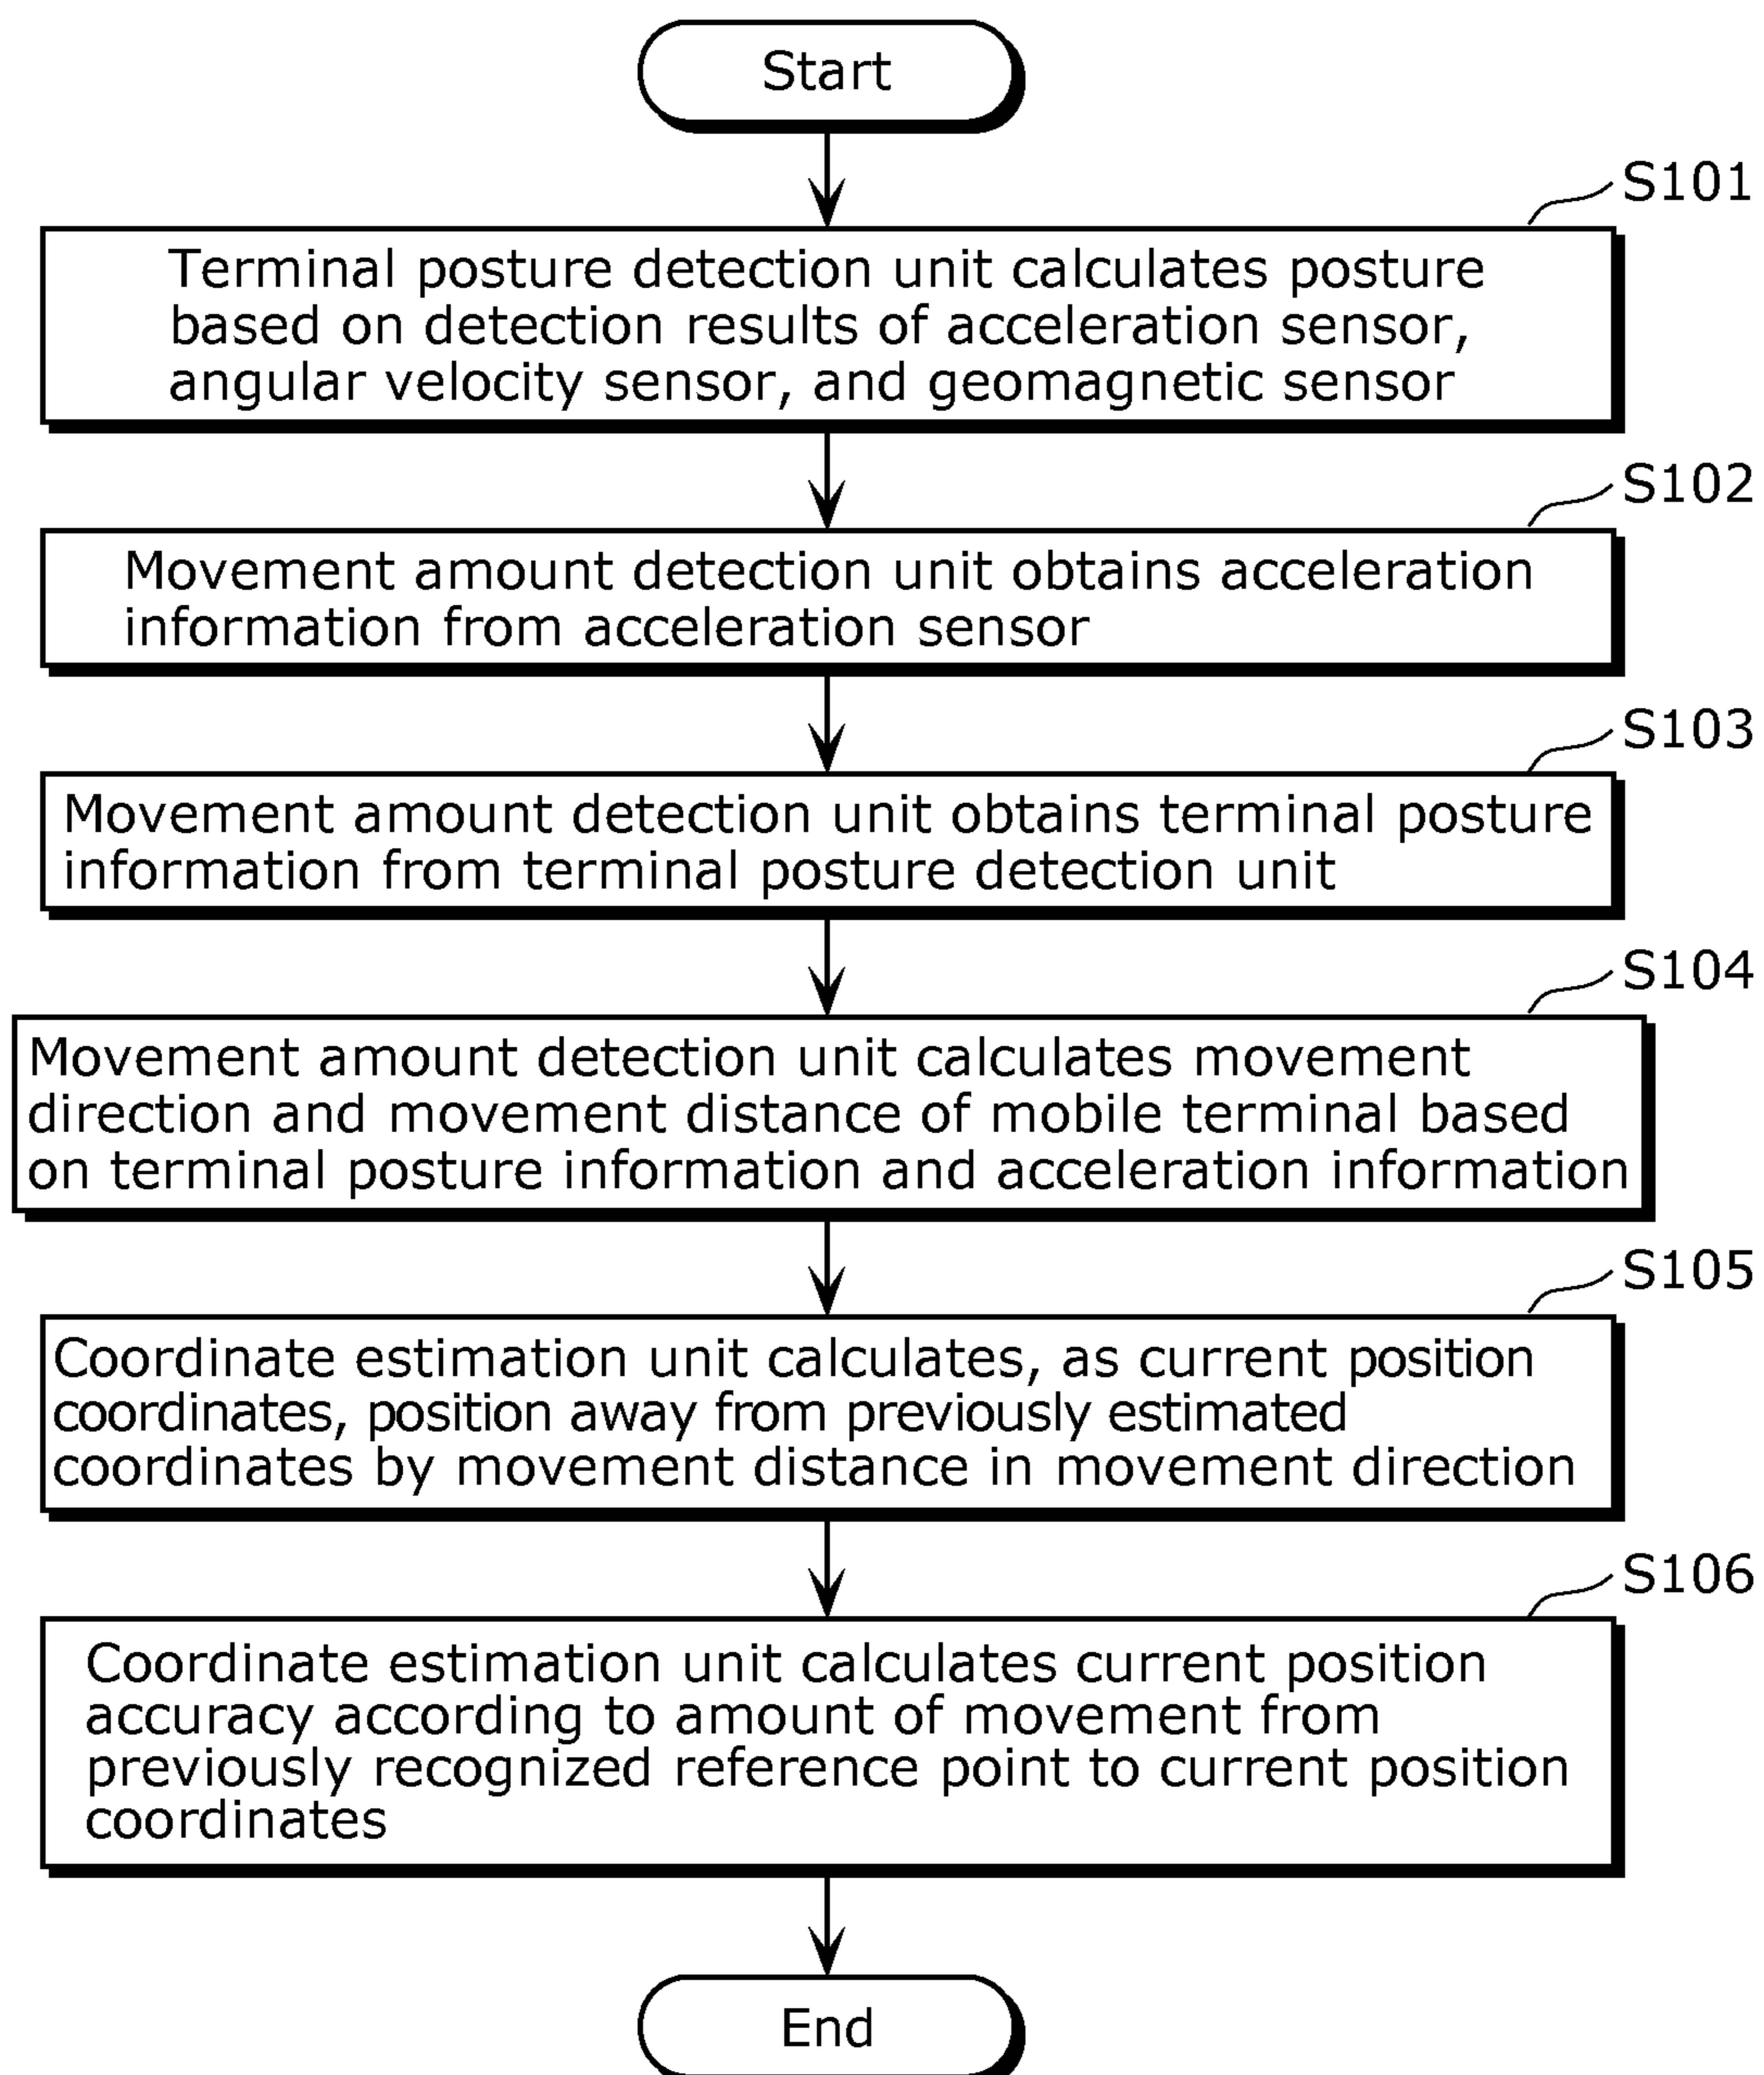 Start
S101
Terminal posture detection unit calculates posture
based on detection results of acceleration sensor,
angular velocity sensor, and geomagnetic sensor
S102
Movement amount detection unit obtains acceleration
information from acceleration sensor
S103
Movement amount detection unit obtains terminal posture
information from terminal posture detection unit
S104
Movement amount detection unit calculates movement
direction and movement distance of mobile terminal based
on terminal posture information and acceleration information
S105
Coordinate estimation unit calculates, as current position
coordinates, position away from previously estimated
coordinates by movement distance in movement direction
S106
Coordinate estimation unit calculates current position
accuracy according to amount of movement from
previously recognized reference point to current position
coordinates
End